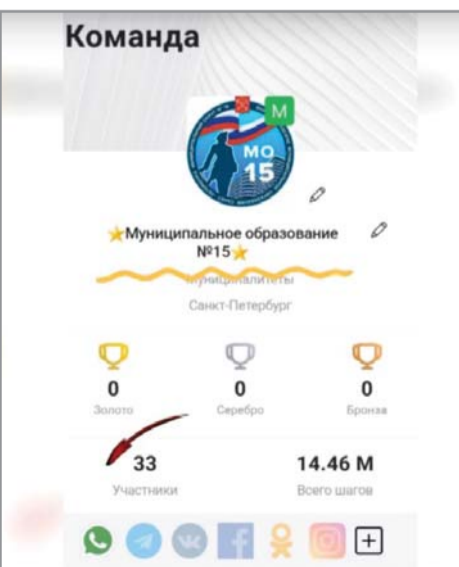 Команда
М
МО
15
Муниципальное образование
№15
Муниципалитеты
Санкт-Петербург
0
0
0
Золото
Серебро
Бронза
33
14.46 M
Участники
Всего шагов